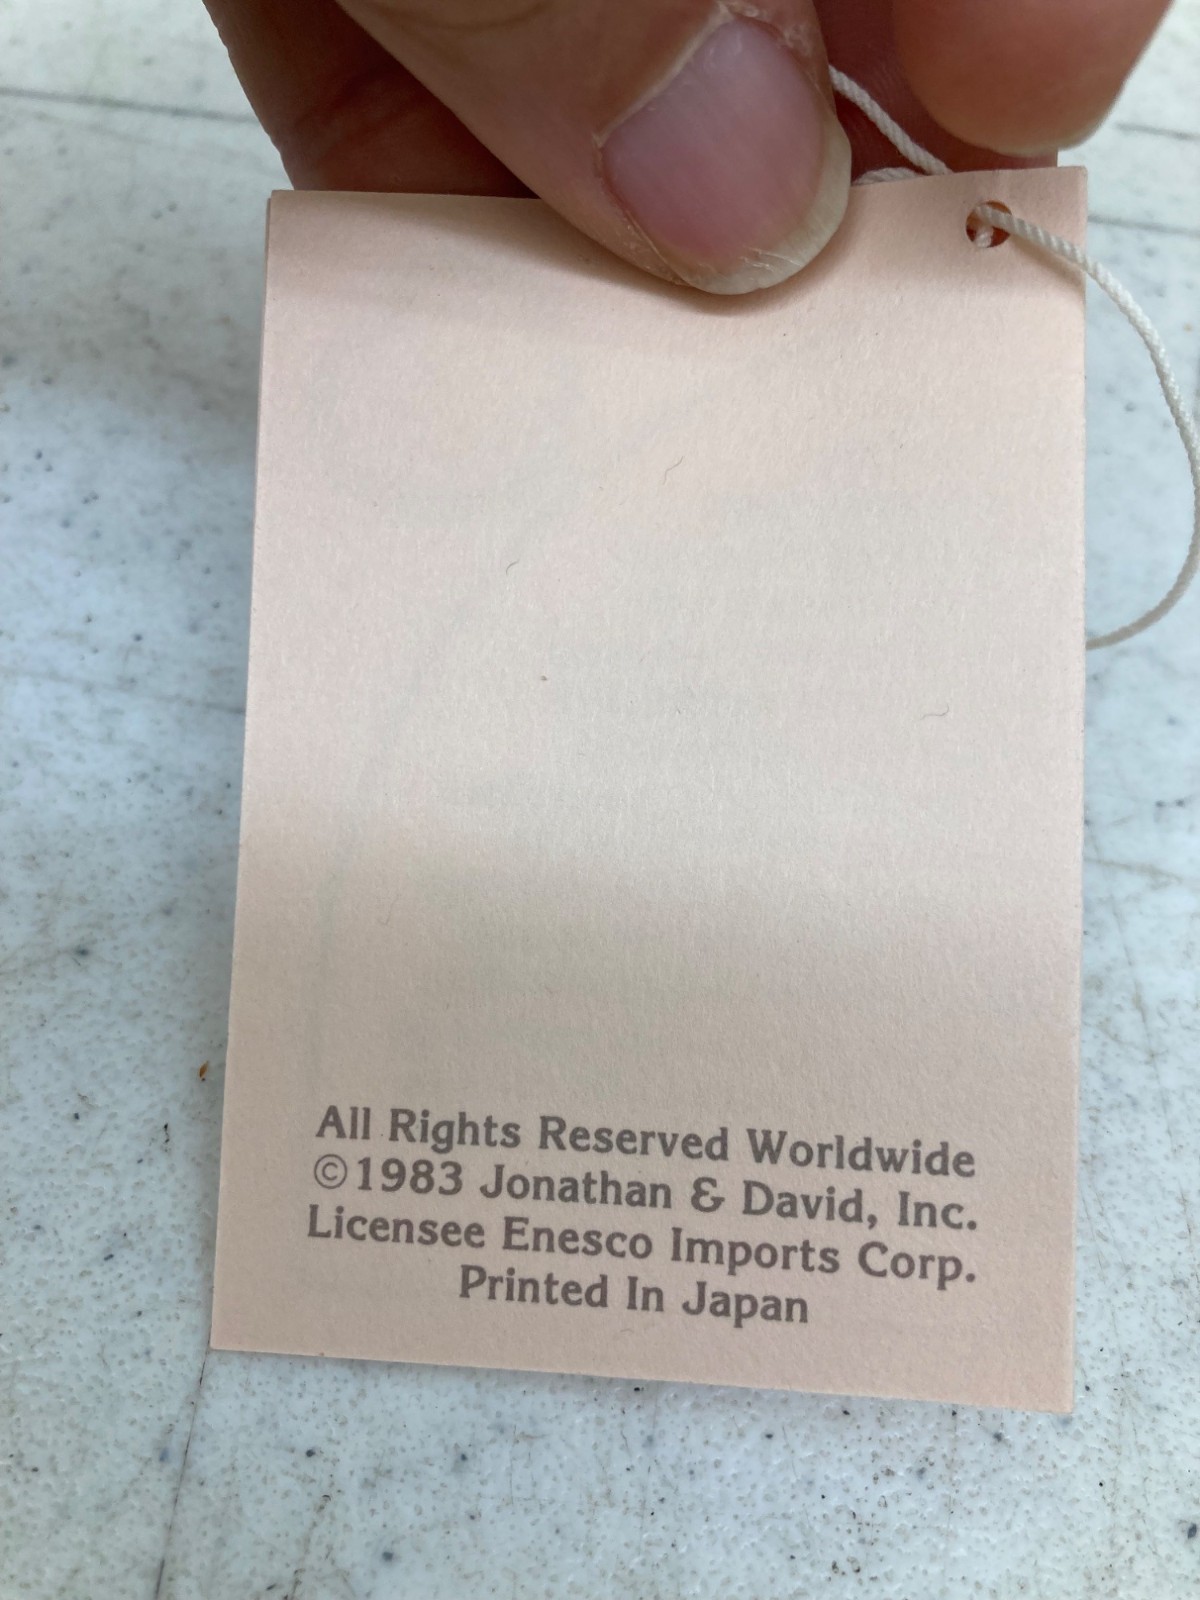 All Rights Reserved Worldwide
©1983 Jonathan & David, Inc.
Licensee Enesco Imports Corp.
Printed In Japan